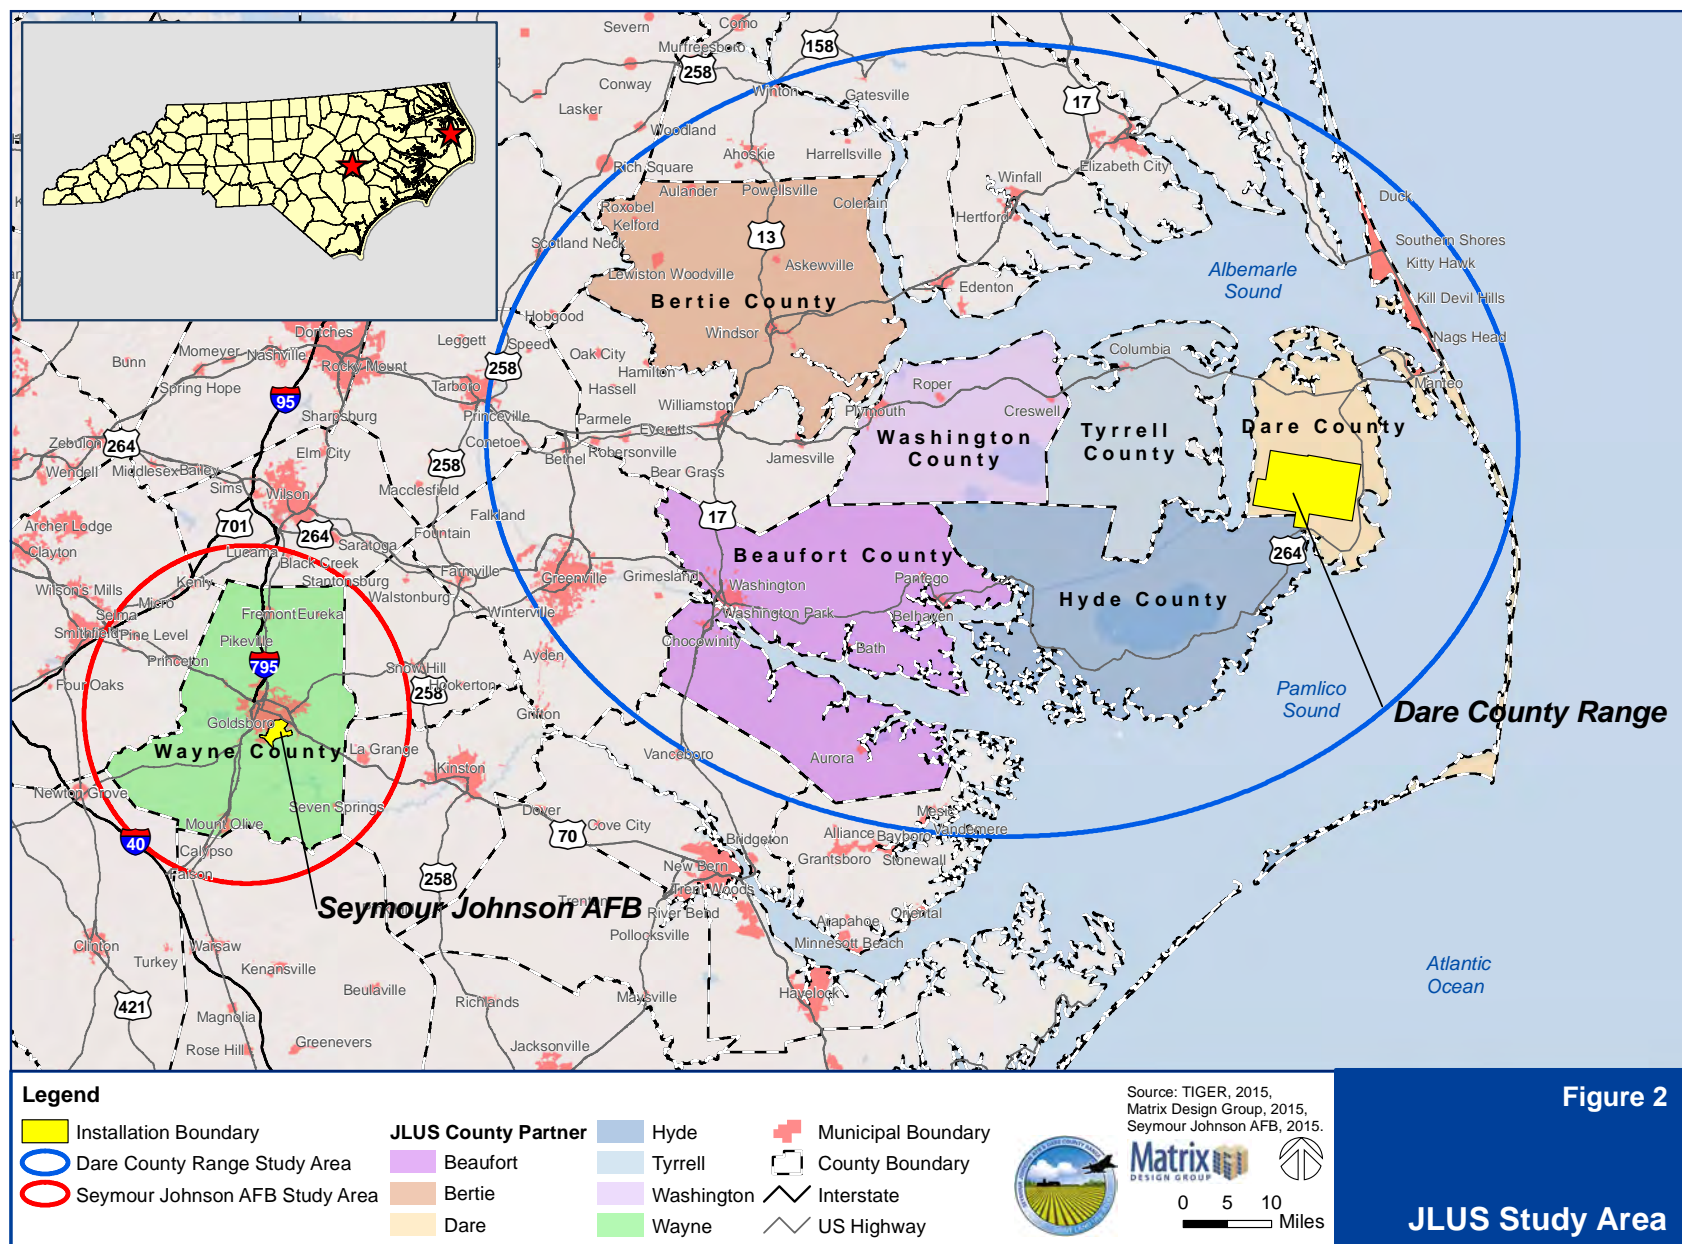 Severn
Como
Murfreesboro
158
258
Conway
Winton
Gatesville
17
Lasker
Woodland
Ahoskie
Harrellsville
Elizabeth City
Rich Square
Winfall
Aulander
Powellsville
Colerain
Duck
Roxobel
Kelford
Hertford
13
Scotland Neck
Southern Shores
Kitty Hawk
Lewiston Woodville
Askewville
Albemarle
Sound
Edenton
Bertie County
Kill Devil Hills
Hobgood
Windsor
Nags Head
Dortches
Momeyer
Nashville
Bunn
Rocky Mount
Leggett
Speed
Oak City
Hamilton
Columbia
258
Spring Hope
Tarboro
Hassell
Roper
Manteo
95
Sharpsburg
Princeville
Parmele
Williamston
Plymouth
Creswell
264
Zebulon
Conetoe
Everetts
Washington
County
Tyrrell
County
Dare County
Wendell
Middlesex
Bailey
Elm City
258
Bethel
Robersonville
Jamesville
Bear Grass
Sims
Wilson
Macclesfield
Archer Lodge
701
264
Falkland
17
Clayton
Lucama
Saratoga
Fountain
Beaufort County
264
Black Creek
Wilson's Mills
Kenly
Stantonsburg
Farmville
Greenville
Grimesland
Washington
Pantego
Walstonburg
Hyde County
Micro
Selma
Fremont
Eureka
Winterville
Washington Park
Belhaven
Smithfield
Pine Level
Pikeville
Chocowinity
Bath
Princeton
795
Snow Hill
Ayden
Four Oaks
258
Hookerton
Pamlico
Sound
Goldsboro
Grifton
Dare County Range
Wayne County
La Grange
Vanceboro
Aurora
Kinston
Newton Grove
Seven Springs
Dover
Mesic
Mount Olive
Cove City
70
Bridgeton
Alliance
Bayboro
Vandemere
40
Calypso
Grantsboro
Stonewall
Faison
258
New Bern
Trent Woods
Seymour Johnson AFB
Trenton
River Bend
Arapahoe
Oriental
Pollocksville
Minnesott Beach
Clinton
Warsaw
Turkey
Kenansville
Atlantic
Ocean
421
Beulaville
Richlands
Maysville
Havelock
Magnolia
Rose Hill
Greenevers
Jacksonville
Legend
Installation Boundary
Dare County Range Study Area
Seymour Johnson AFB Study Area
JLUS County Partner
Beaufort
Bertie
Dare
Hyde
Tyrrell
Washington
Wayne
Municipal Boundary
County Boundary
Interstate
US Highway
Source: TIGER, 2015,
Matrix Design Group, 2015,
Seymour Johnson AFB, 2015.
Matrix
DESIGN GROUP
0 5 10
Miles
Figure 2
JLUS Study Area